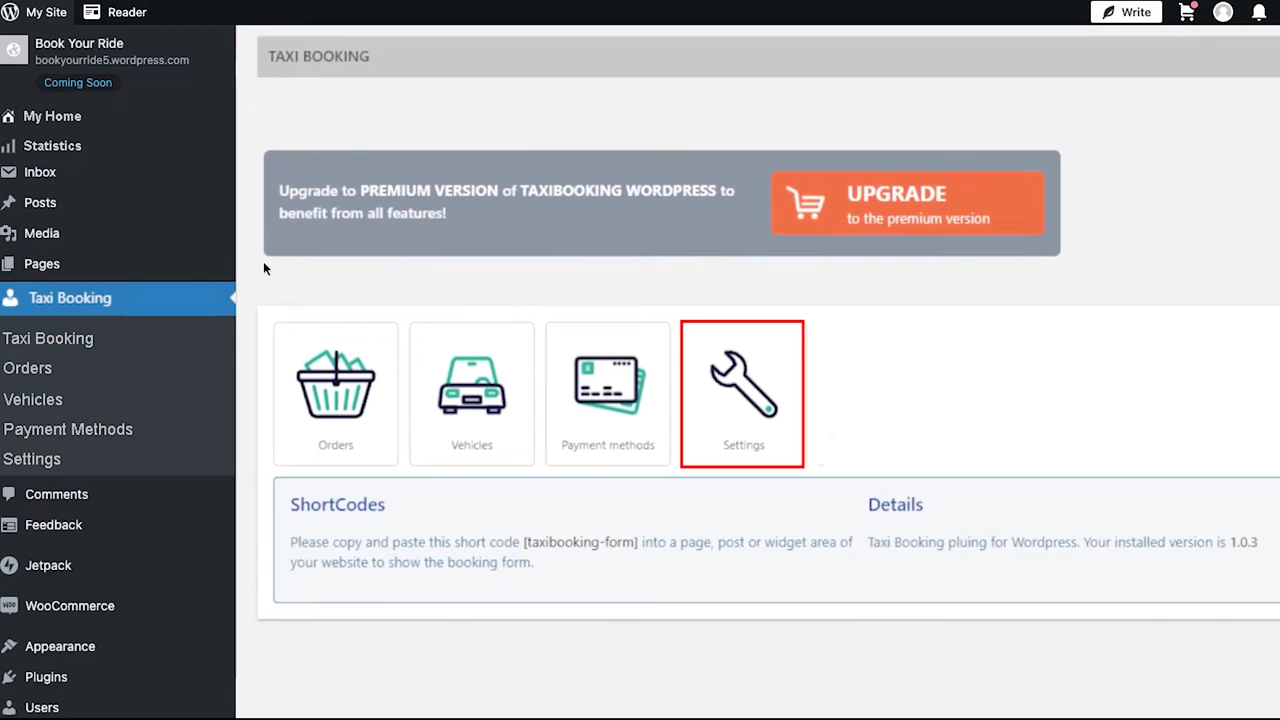 My Site
Reader
Write
Book Your Ride
bookyourride5.wordpress.com
Coming Soon
My Home
Statistics
Inbox
Posts
Media
Pages
Taxi Booking
Taxi Booking
Orders
Vehicles
Payment Methods
Settings
Comments
Feedback
Jetpack
WooCommerce
Appearance
Plugins
Users
TAXI BOOKING
Upgrade to PREMIUM VERSION of TAXIBOOKING WORDPRESS to
benefit from all features!
UPGRADE
to the premium version
Orders
Vehicles
Payment methods
Settings
ShortCodes
Please copy and paste this short code [taxibooking-form] into a page, post or widget area of
your website to show the booking form.
Details
Taxi Booking pluing for Wordpress. Your installed version is 1.0.3